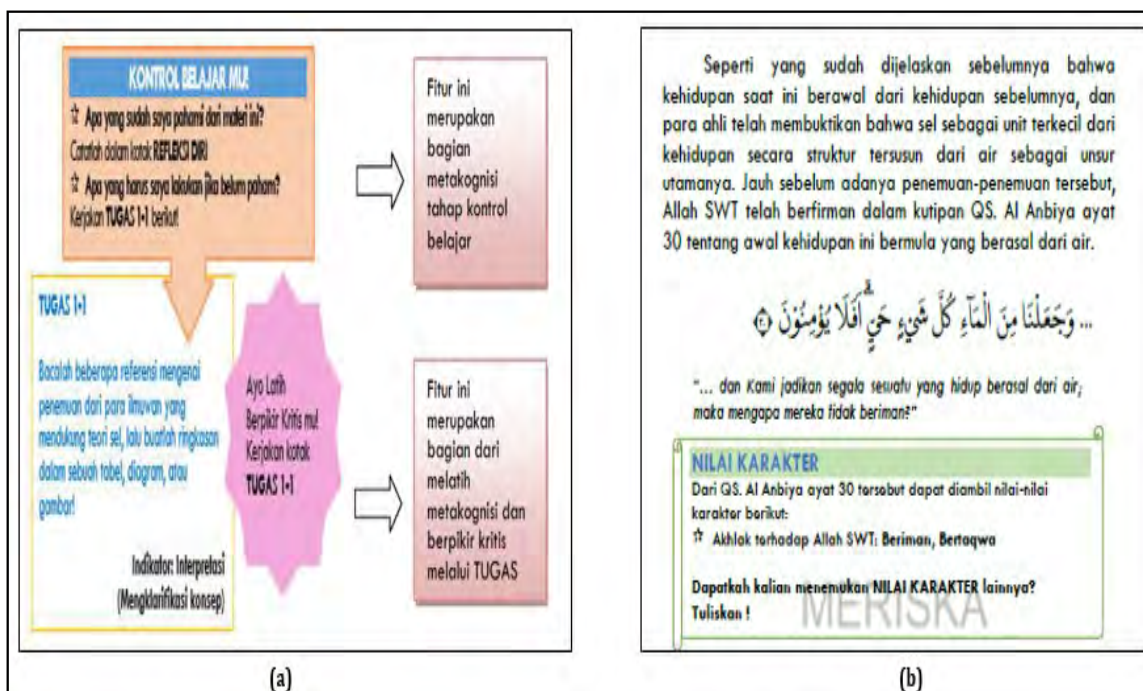 KONTROL BELAJAR MU!
☆ Apa yang sudah saya pahami dari materi ini?
Catatlah dalam kotak REFLEKSI DIRI
☆ Apa yang harus saya lakukan jika belum paham?
Kerjakan TUGAS 1-1 berikut!
Fitur ini
merupakan
bagian
metakognisi
tahap kontrol
belajar
TUGAS 1-1
Bacalah beberapa referensi mengenai
penemuan dari para ilmuwan yang
mendukung teori sel, lalu buatlah ringkasan
dalam sebuah tabel, diagram, atau
gambar!
Indikator: Interpretasi
(Mengklarifikasi konsep)
Ayo Latih
Berpikir Kritis mu!
Kerjakan kotak
TUGAS 1-1
Fitur ini
merupakan
bagian dari
melatih
metakognisi dan
berpikir kritis
melalui TUGAS
(a)
Seperti yang sudah dijelaskan sebelumnya bahwa
kehidupan saat ini berawal dari kehidupan sebelumnya, dan
para ahli telah membuktikan bahwa sel sebagai unit terkecil dari
kehidupan secara struktur tersusun dari air sebagai unsur
utamanya. Jauh sebelum adanya penemuan-penemuan tersebut,
Allah SWT telah berfirman dalam kutipan QS. Al Anbiya ayat
30 tentang awal kehidupan ini bermula yang berasal dari air.
... وَجَعَلْنَا مِنَ الْمَاۤءِ كُلَّ شَيْءٍ حَيٍّۗ اَفَلَا يُؤْمِنُوْنَ ٣٠
"... dan Kami jadikan segala sesuatu yang hidup berasal dari air;
maka mengapa mereka tidak beriman?"
NILAI KARAKTER
Dari QS. Al Anbiya ayat 30 tersebut dapat diambil nilai-nilai
karakter berikut:
☆ Akhlak terhadap Allah SWT: Beriman, Bertaqwa
Dapatkah kalian menemukan NILAI KARAKTER lainnya?
Tuliskan !
MERISKA
(b)